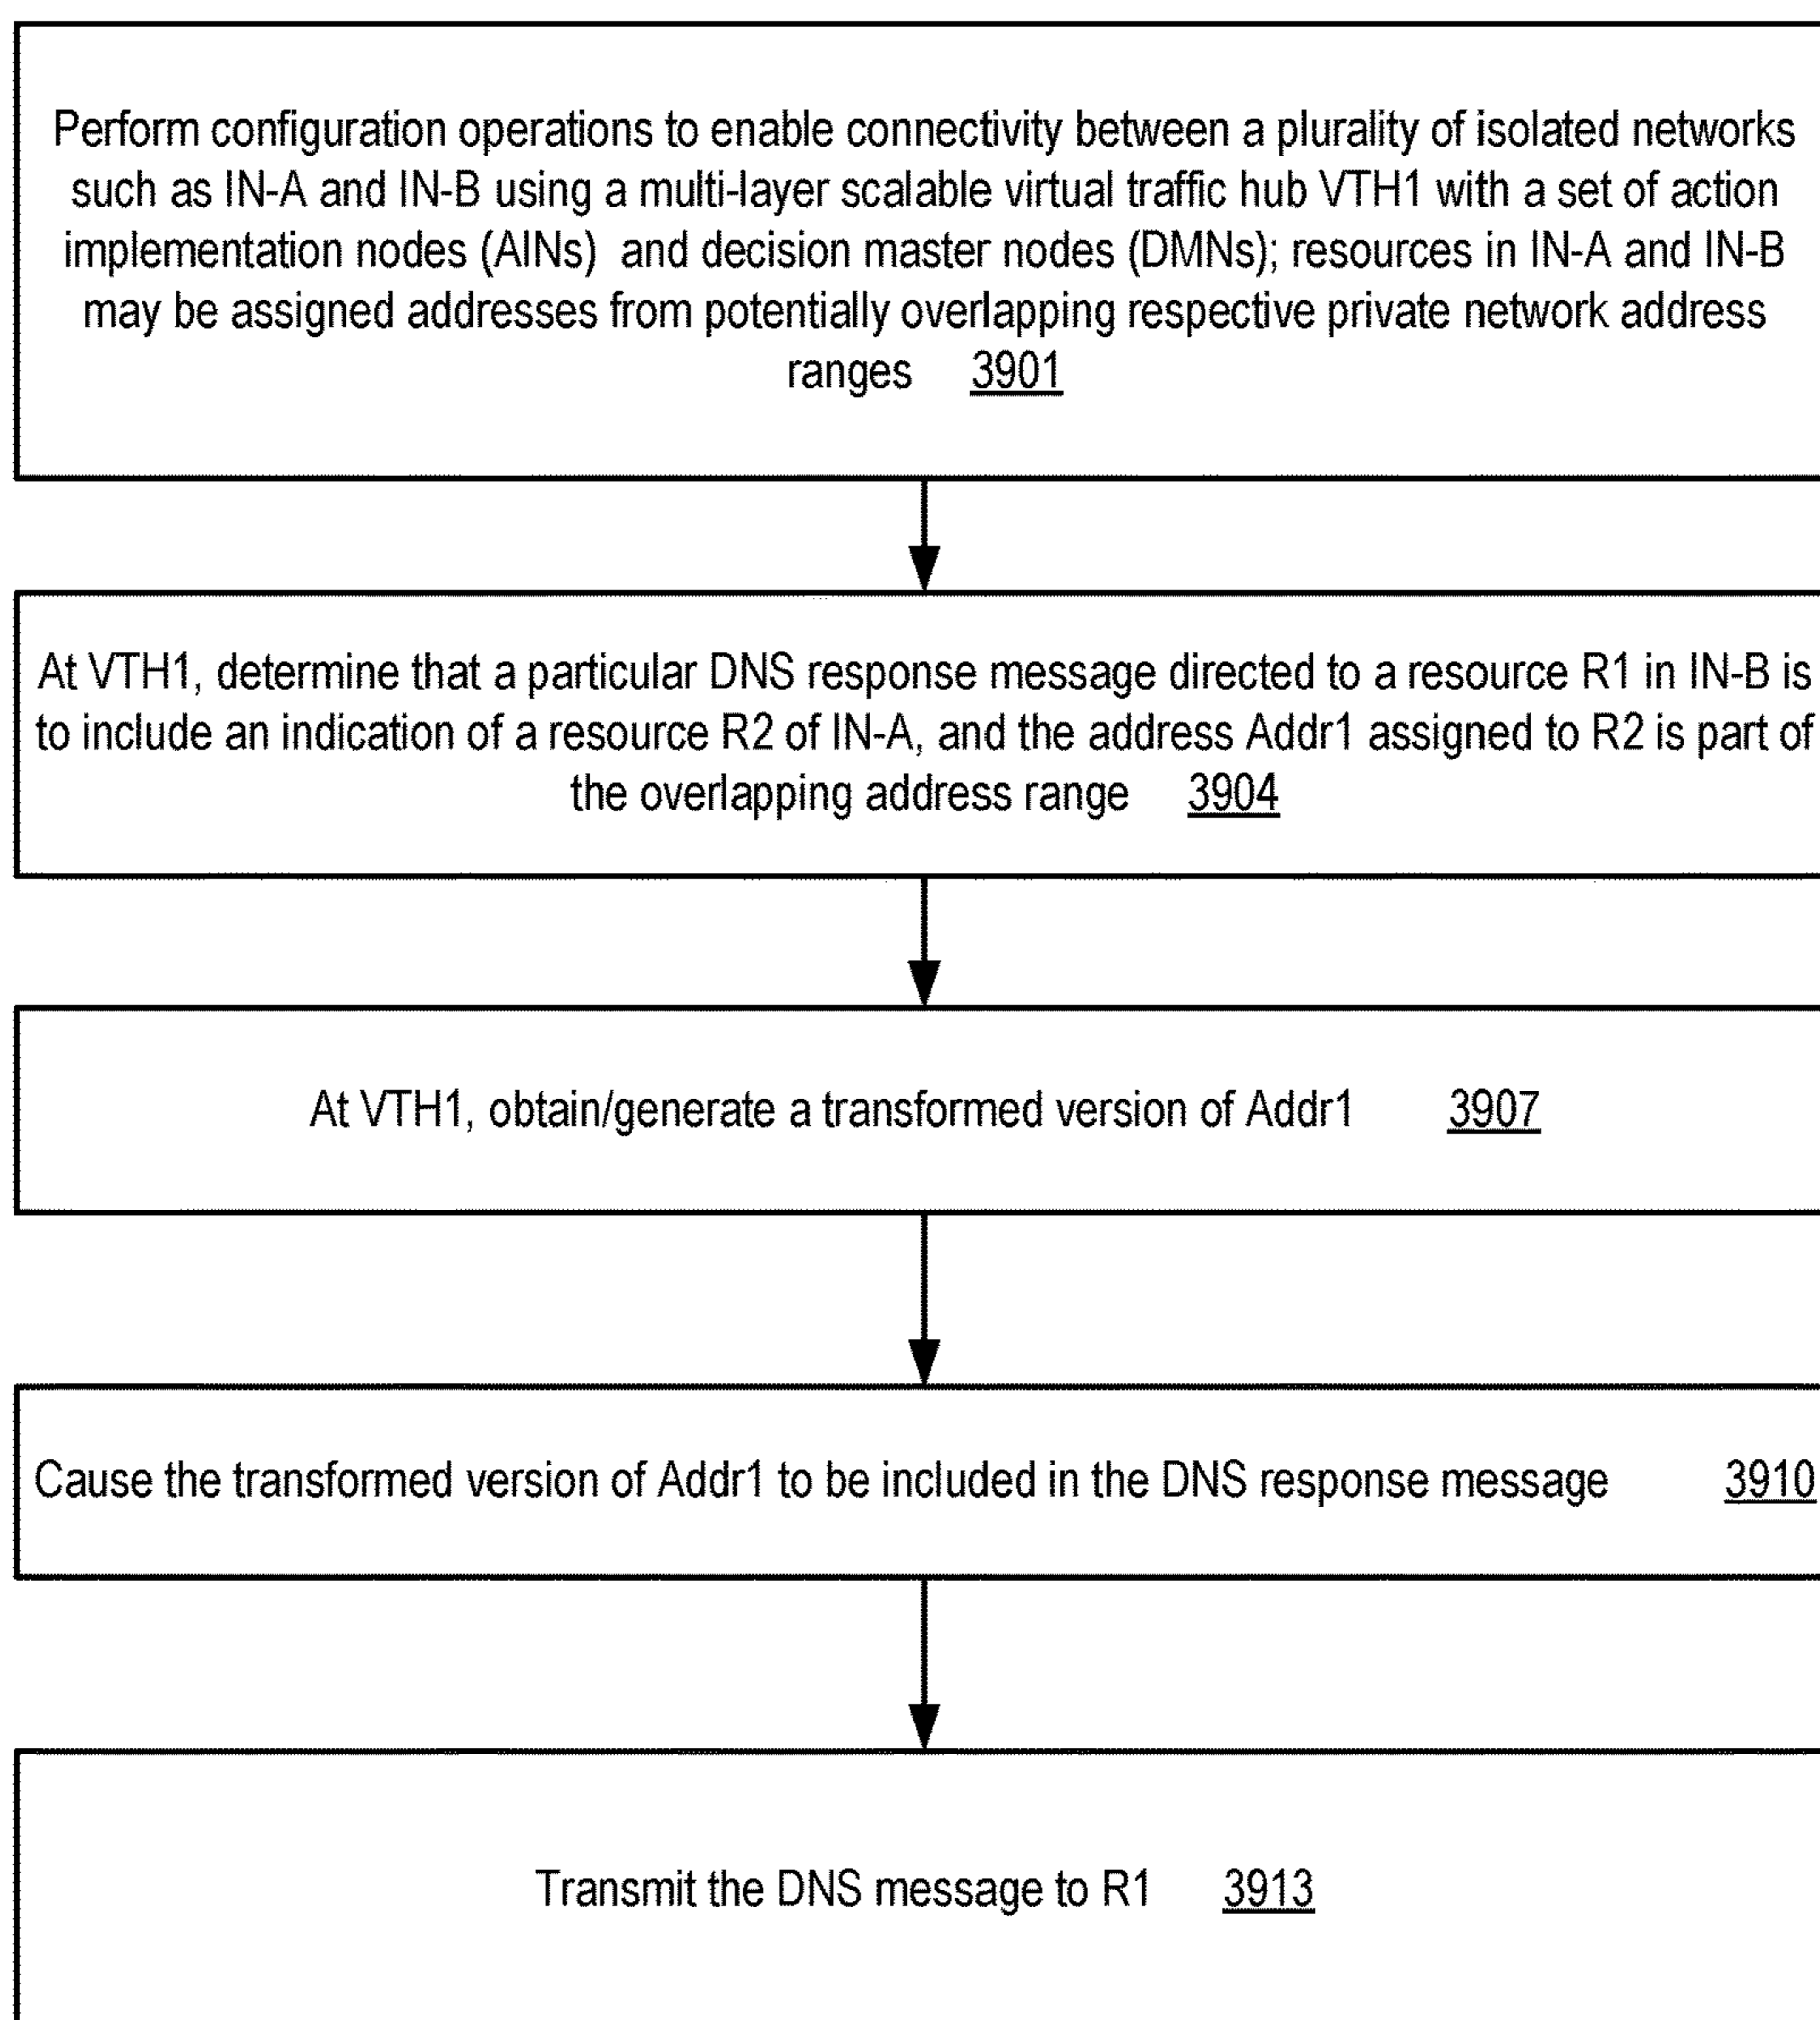 Perform configuration operations to enable connectivity between a plurality of isolated networks
such as IN-A and IN-B using a multi-layer scalable virtual traffic hub VTH1 with a set of action
implementation nodes (AINs) and decision master nodes (DMNs); resources in IN-A and IN-B
may be assigned addresses from potentially overlapping respective private network address
ranges 3901
At VTH1, determine that a particular DNS response message directed to a resource R1 in IN-B is
to include an indication of a resource R2 of IN-A, and the address Addr1 assigned to R2 is part of
the overlapping address range 3904
At VTH1, obtain/generate a transformed version of Addr1 3907
Cause the transformed version of Addr1 to be included in the DNS response message 3910
Transmit the DNS message to R1 3913